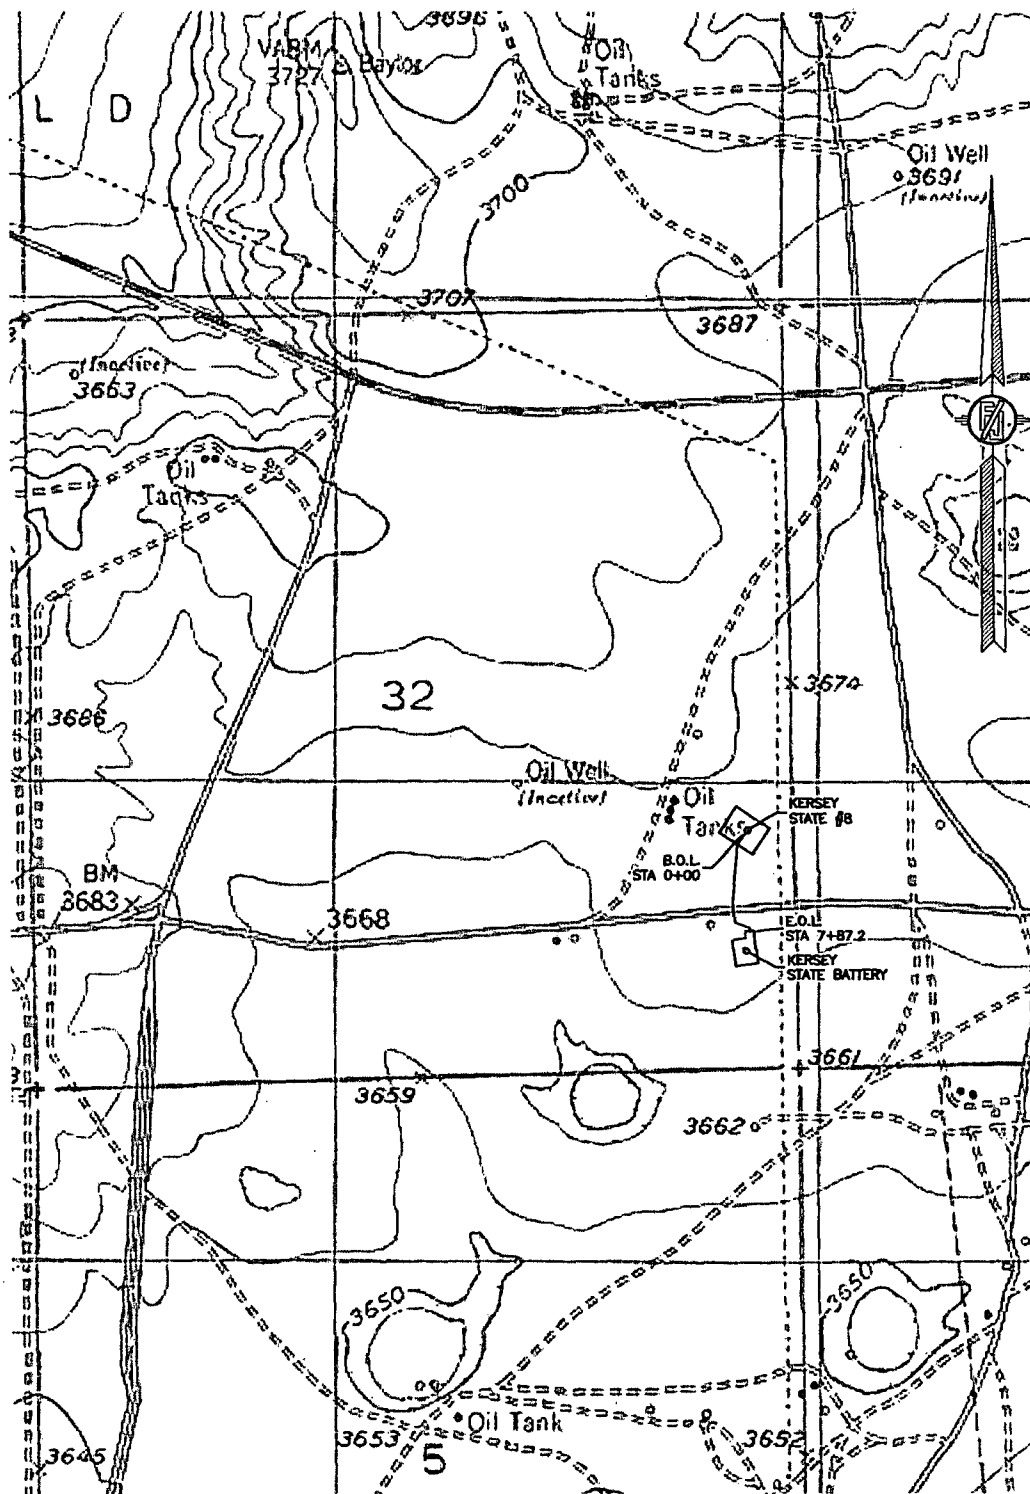 3696
VABM
3727
Baylor
Oil
Tanks
L D
Oil Well
3691
(Inactive)
3700
3707
3687
(Inactive)
3663
Oil
Tanks
32
3674
3686
Oil Well
(Inactive)
Oil
Tanks
KERSEY
STATE #8
B.O.L.
STA 0+00
BM
3683
3668
E.O.L.
STA 7+87.2
KERSEY
STATE BATTERY
3661
3659
3662
3650
3650
Oil Tank
3653
5
3652
3645